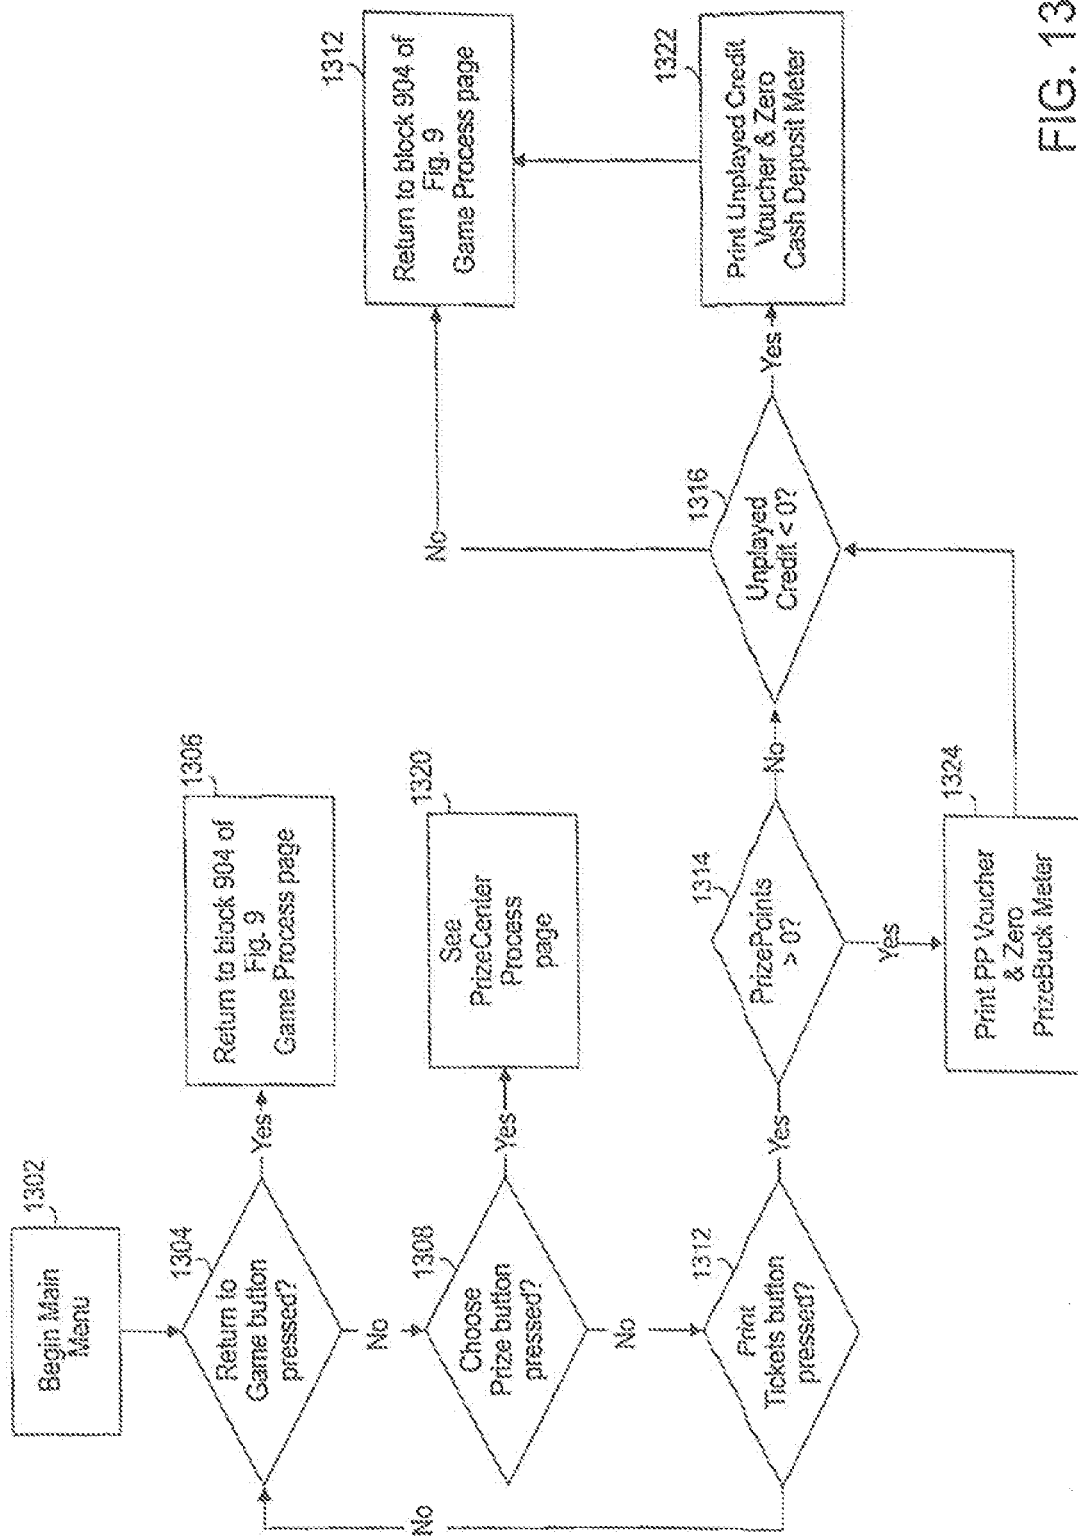 1302
Begin Main
Menu
1304
Return to
Game button
pressed?
Yes
1306
Return to block 904 of
Fig. 9
Game Process page
No
1308
Choose
Prize button
pressed?
Yes
1320
See
PrizeCenter
Process
page
No
1312
Print
Tickets button
pressed?
No
Yes
1314
PrizePoints
> 0?
Yes
1324
Print PP Voucher
& Zero
PrizeBuck Meter
No
1316
Unplayed
Credit < 0?
No
1312
Return to block 904 of
Fig. 9
Game Process page
Yes
1322
Print Unplayed Credit
Voucher & Zero
Cash Deposit Meter
FIG. 13